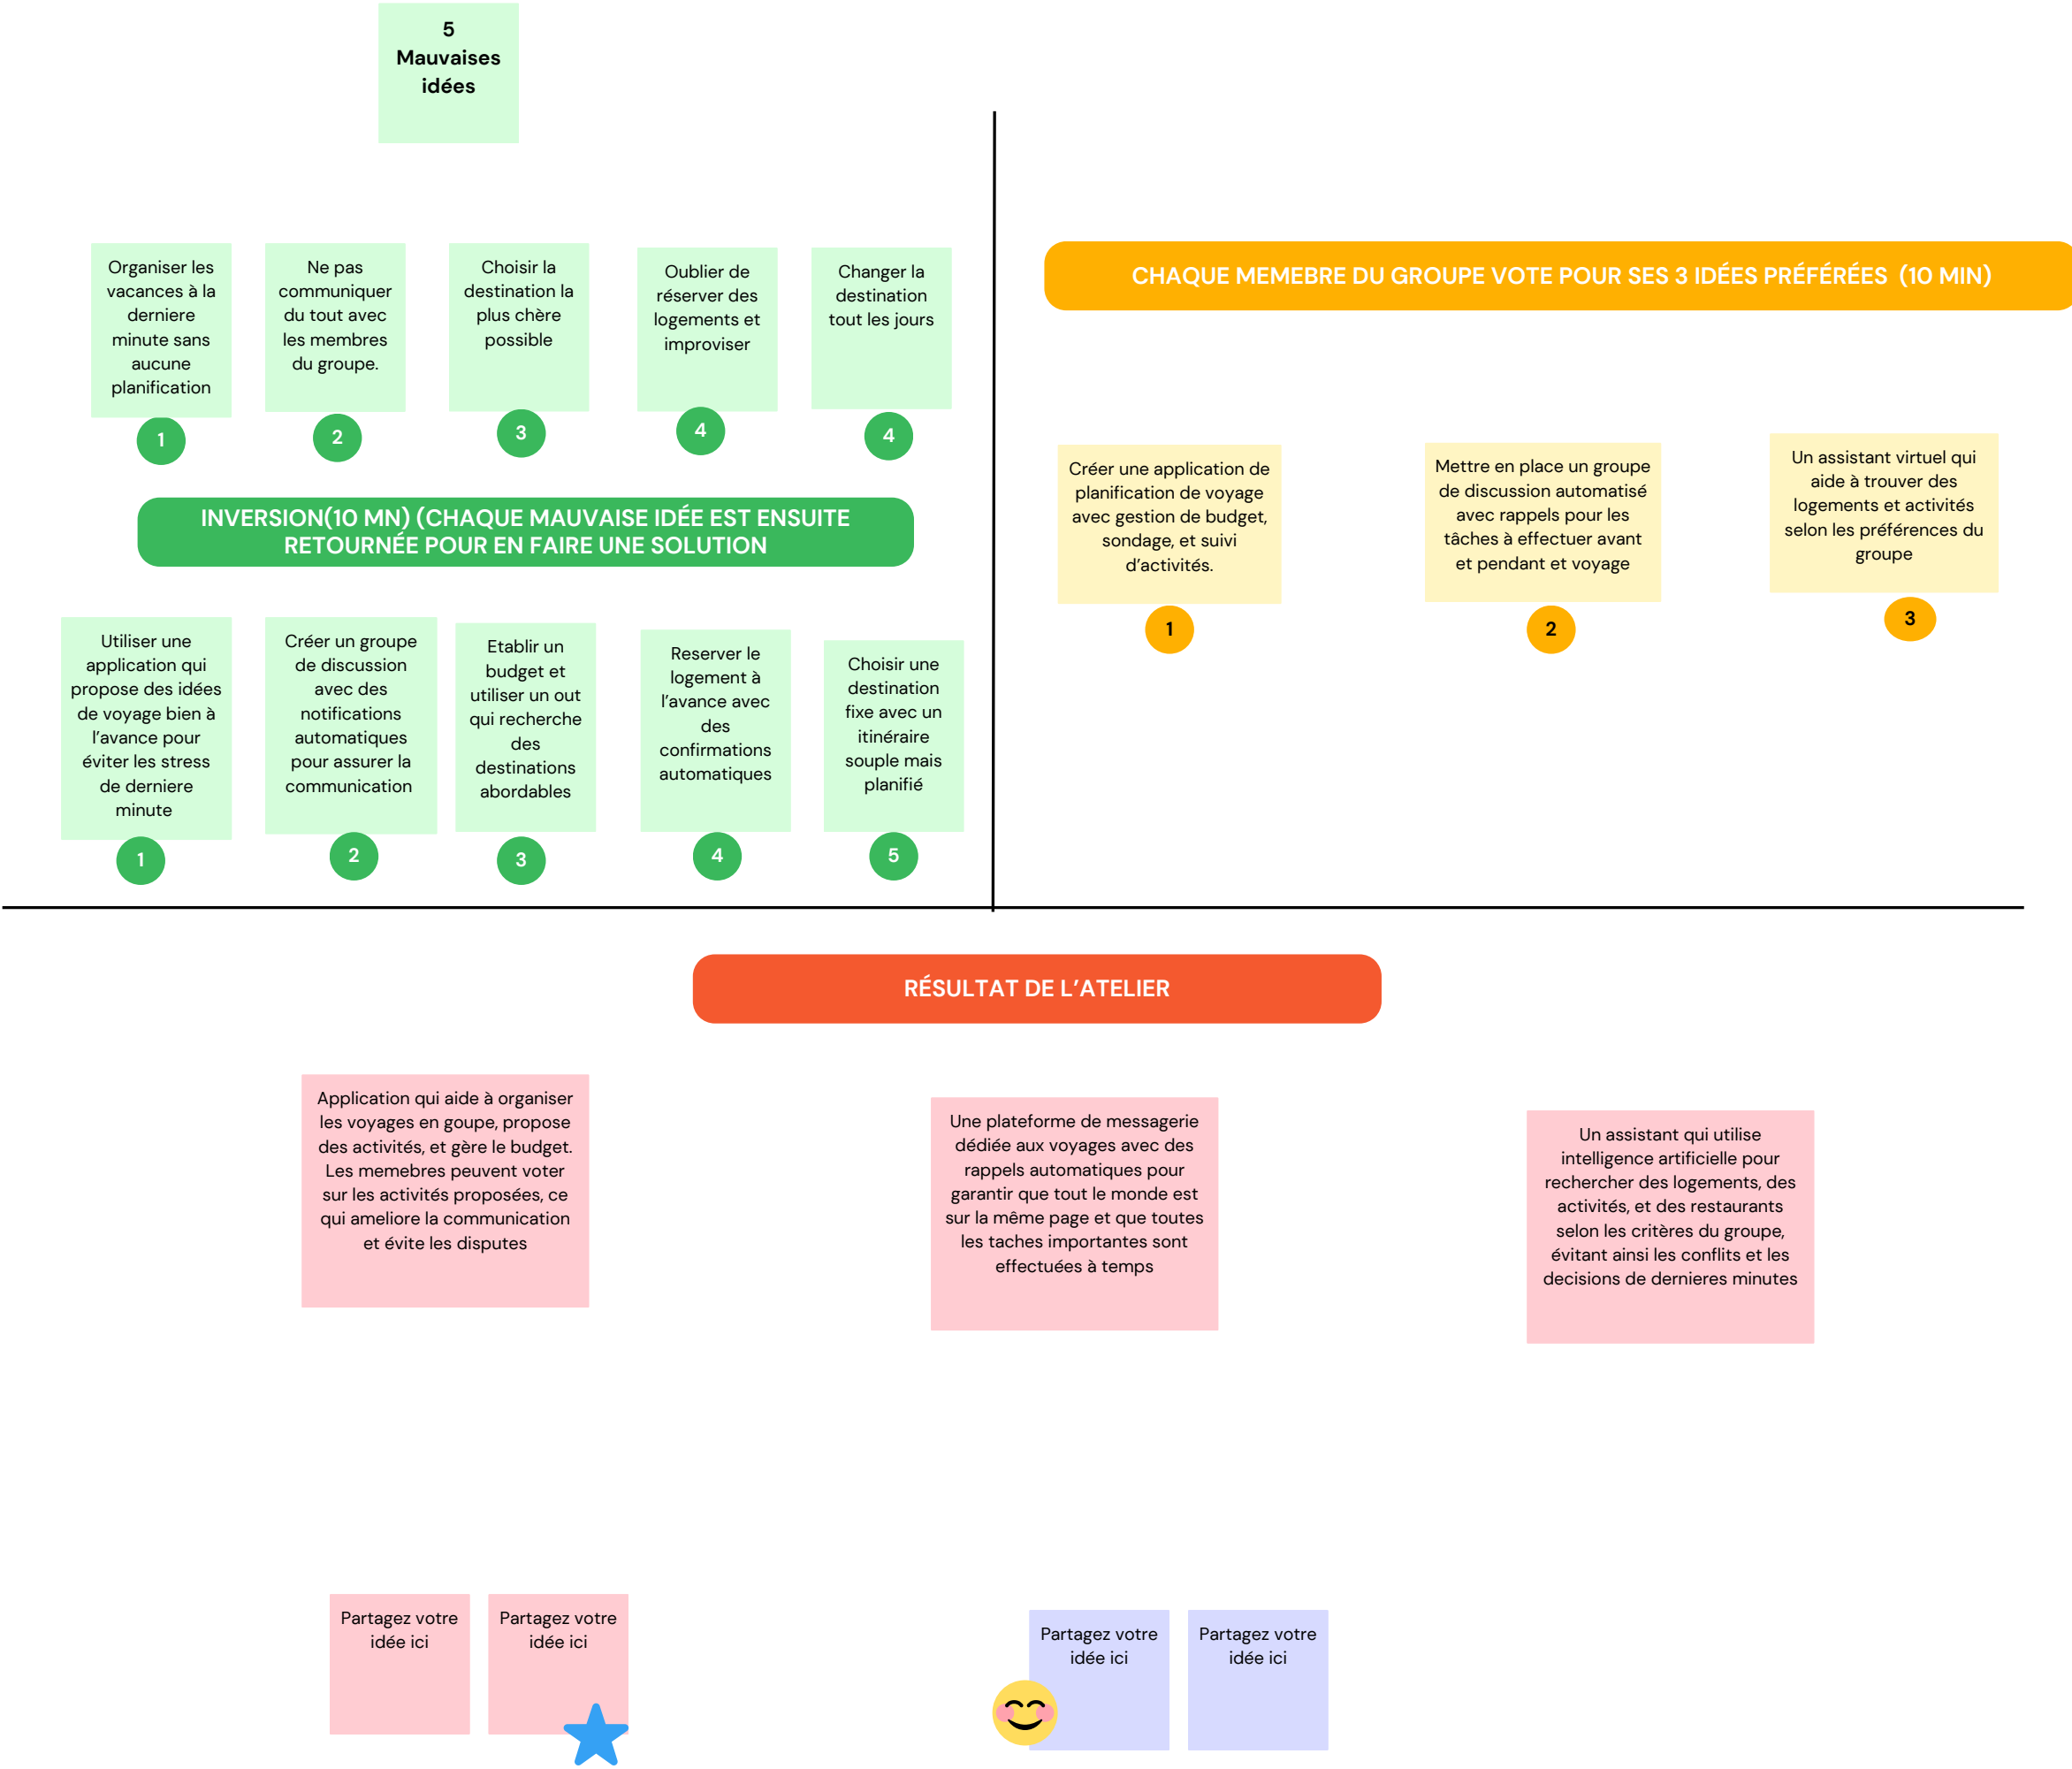 5
Mauvaises
idées
Organiser les
vacances à la
derniere
minute sans
aucune
planification
1
Ne pas
communiquer
du tout avec
les membres
du groupe.
2
Choisir la
destination la
plus chère
possible
3
Oublier de
réserver des
logements et
improviser
4
Changer la
destination
tout les jours
4
INVERSION(10 MN) (CHAQUE MAUVAISE IDÉE EST ENSUITE
RETOURNÉE POUR EN FAIRE UNE SOLUTION
Utiliser une
application qui
propose des idées
de voyage bien à
l'avance pour
éviter les stress
de derniere
minute
1
Créer un groupe
de discussion
avec des
notifications
automatiques
pour assurer la
communication
2
Etablir un
budget et
utiliser un out
qui recherche
des
destinations
abordables
3
Reserver le
logement à
l'avance avec
des
confirmations
automatiques
4
Choisir une
destination
fixe avec un
itinéraire
souple mais
planifié
5
CHAQUE MEMEBRE DU GROUPE VOTE POUR SES 3 IDÉES PRÉFÉRÉES (10 MIN)
Créer une application de
planification de voyage
avec gestion de budget,
sondage, et suivi
d'activités.
1
Mettre en place un groupe
de discussion automatisé
avec rappels pour les
tâches à effectuer avant
et pendant et voyage
2
Un assistant virtuel qui
aide à trouver des
logements et activités
selon les préférences du
groupe
3
RÉSULTAT DE L'ATELIER
Application qui aide à organiser
les voyages en goupe, propose
des activités, et gère le budget.
Les memebres peuvent voter
sur les activités proposées, ce
qui ameliore la communication
et évite les disputes
Une plateforme de messagerie
dédiée aux voyages avec des
rappels automatiques pour
garantir que tout le monde est
sur la même page et que toutes
les taches importantes sont
effectuées à temps
Un assistant qui utilise
intelligence artificielle pour
rechercher des logements, des
activités, et des restaurants
selon les critères du groupe,
évitant ainsi les conflits et les
decisions de dernieres minutes
Partagez votre
idée ici
Partagez votre
idée ici
Partagez votre
idée ici
Partagez votre
idée ici